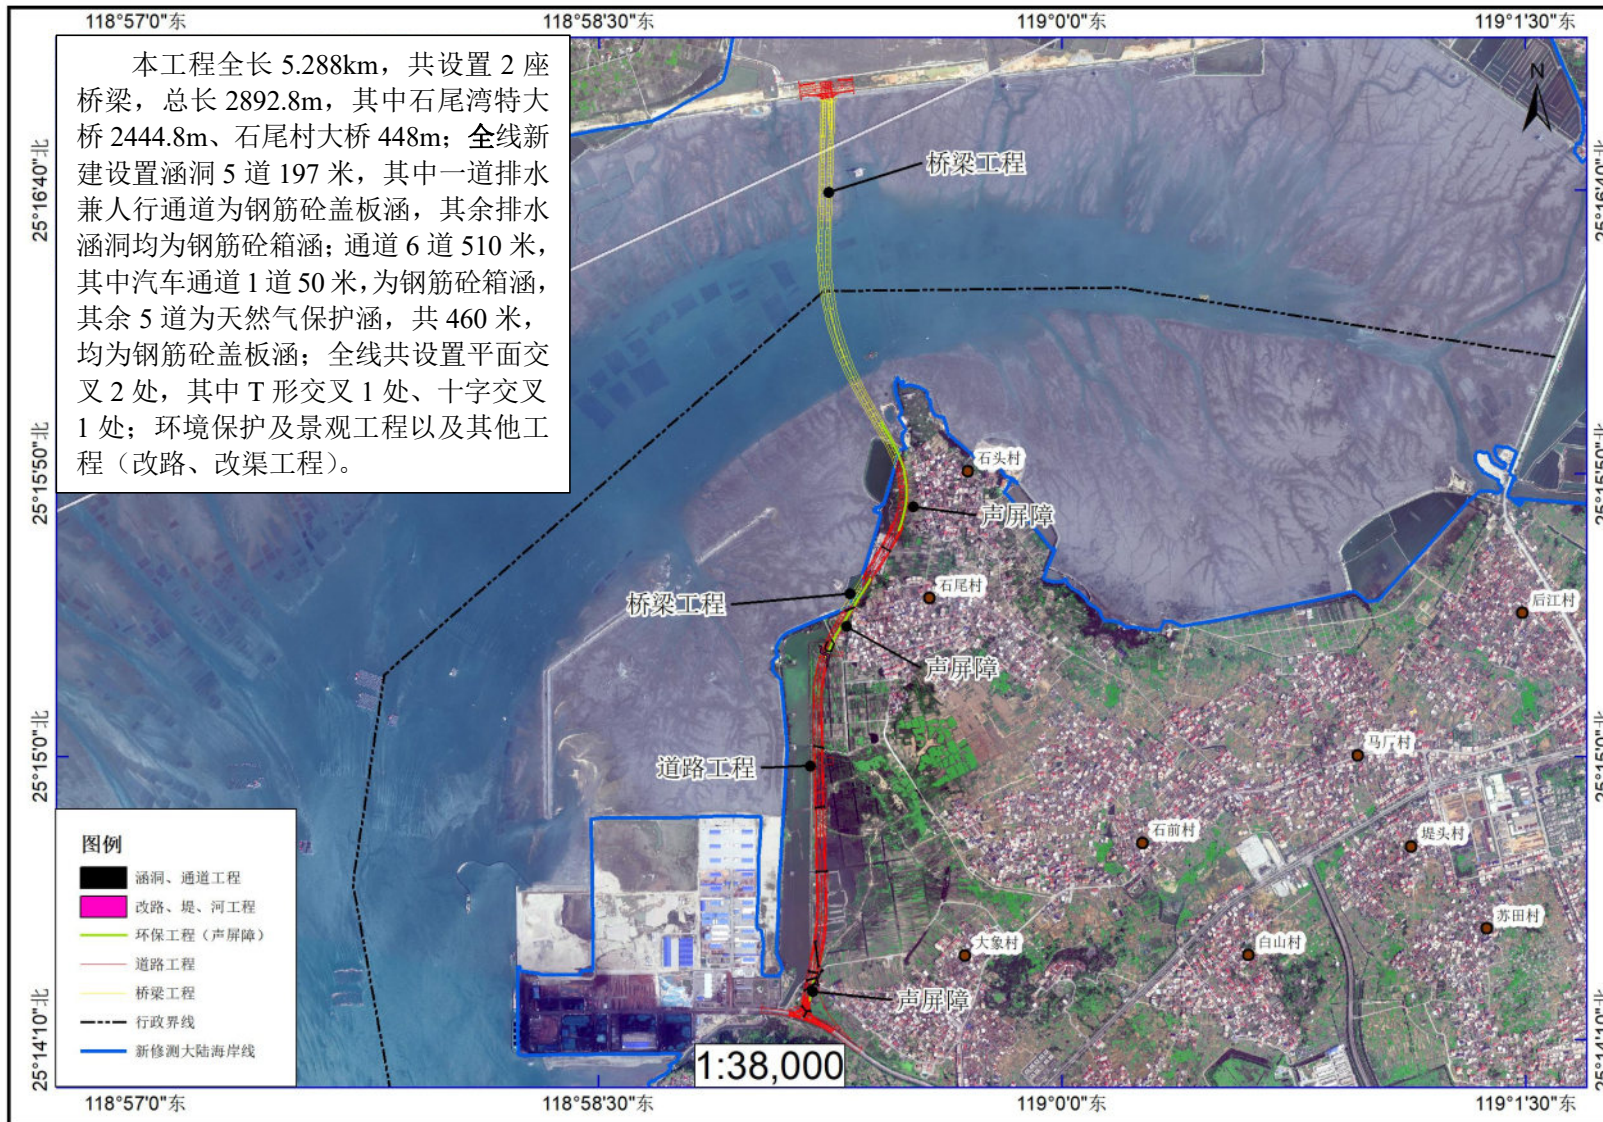 118°57'0"东
118°58'30"东
119°0'0"东
119°1'30"东
本工程全长 5.288km，共设置 2 座
桥梁，总长 2892.8m，其中石尾湾特大
桥 2444.8m、石尾村大桥 448m；全线新
建设置涵洞 5 道 197 米，其中一道排水
兼人行通道为钢筋砼盖板涵，其余排水
涵洞均为钢筋砼箱涵；通道 6 道 510 米，
其中汽车通道 1 道 50 米，为钢筋砼箱涵，
其余 5 道为天然气保护涵，共 460 米，
均为钢筋砼盖板涵；全线共设置平面交
叉 2 处，其中 T 形交叉 1 处、十字交叉
1 处；环境保护及景观工程以及其他工
程（改路、改渠工程）。
N
25°16'40"北
25°16'40"北
桥梁工程
25°15'50"北
25°15'50"北
石头村
声屏障
石尾村
桥梁工程
后江村
声屏障
25°15'0"北
25°15'0"北
马厂村
道路工程
石前村
堤头村
苏田村
大象村
白山村
声屏障
图例
涵洞、通道工程
改路、堤、河工程
环保工程（声屏障）
道路工程
桥梁工程
行政界线
新修测大陆海岸线
25°14'10"北
25°14'10"北
1:38,000
118°57'0"东
118°58'30"东
119°0'0"东
119°1'30"东